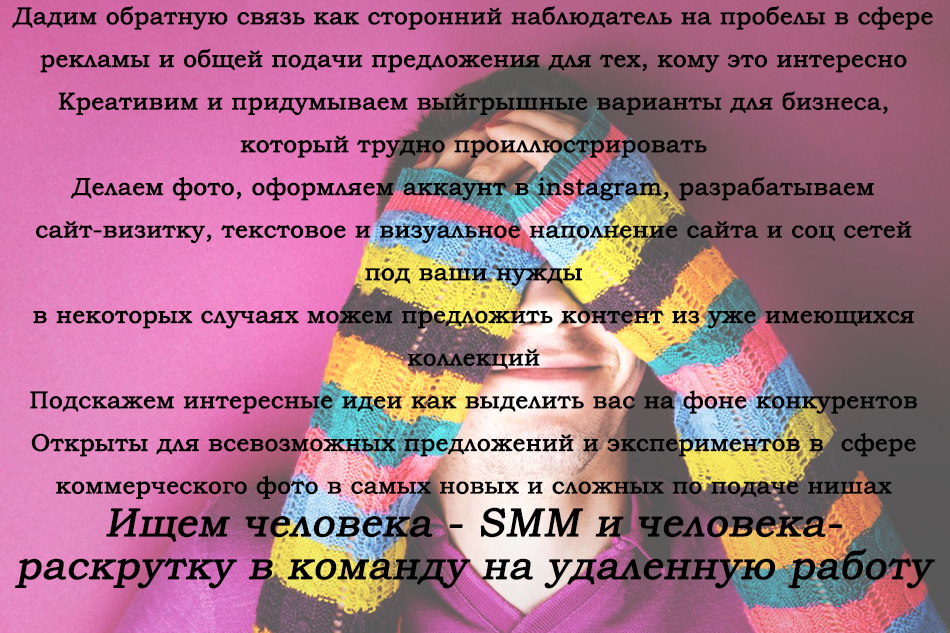 Дадим обратную связь как сторонний наблюдатель на пробелы в сфере
рекламы и общей подачи предложения для тех, кому это интересно
Креативим и придумываем выйгрышные варианты для бизнеса,
который трудно проиллюстрировать
Делаем фото, оформляем аккаунт в instagram, разрабатываем
сайт-визитку, текстовое и визуальное наполнение сайта и соц сетей
под ваши нужды
в некоторых случаях можем предложить контент из уже имеющихся
коллекций
Подскажем интересные идеи как выделить вас на фоне конкурентов
Открыты для всевозможных предложений и экспериментов в сфере
коммерческого фото в самых новых и сложных по подаче нишах
Ищем человека - SMM и человека-
раскрутку в команду на удаленную работу